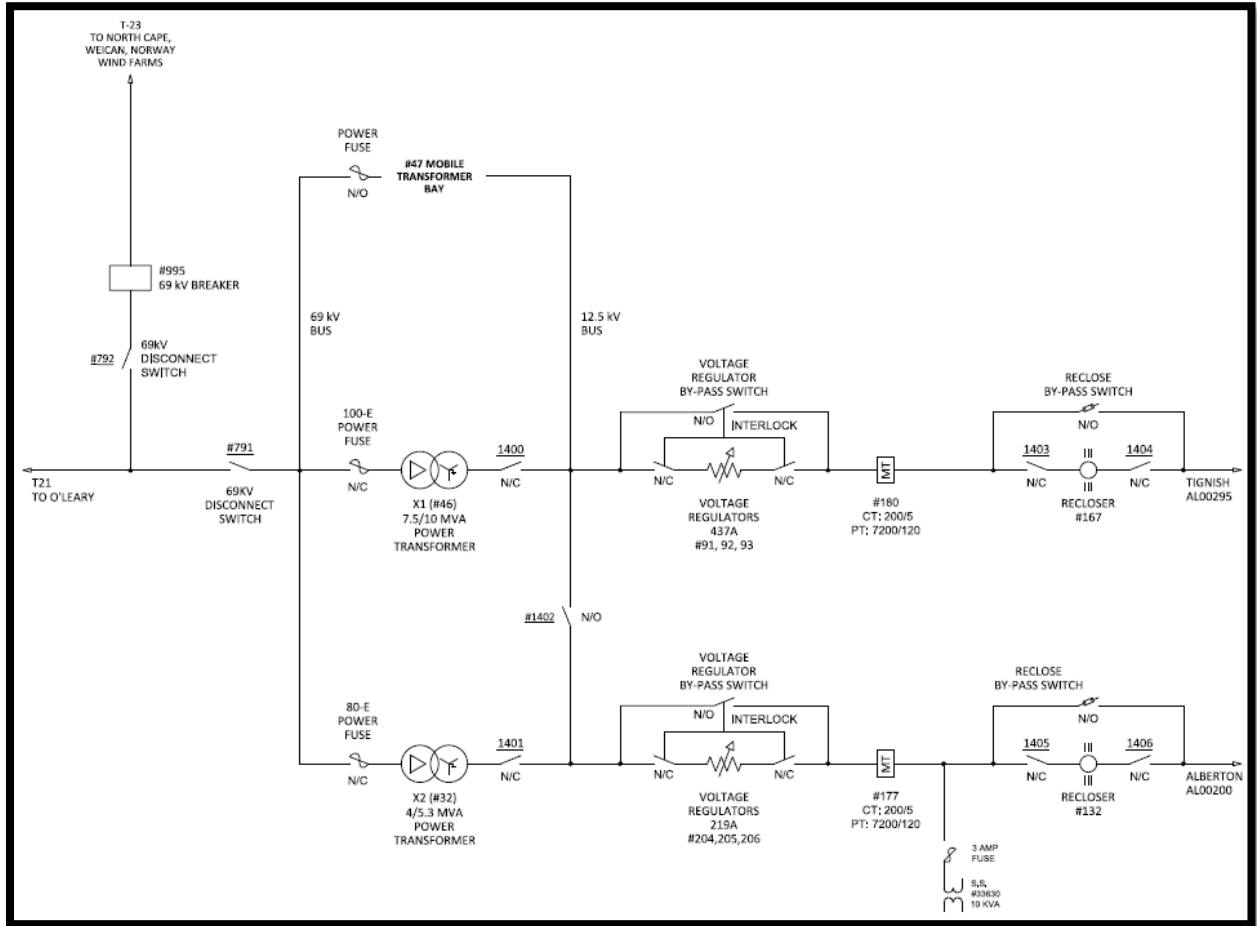 T-23
TO NORTH CAPE,
WEICAN, NORWAY
WIND FARMS
POWER
FUSE
N/O
#47 MOBILE
TRANSFORMER
BAY
#995
69 kV BREAKER
69 kV
BUS
12.5 kV
BUS
#792
69kV
DISCONNECT
SWITCH
VOLTAGE
REGULATOR
BY-PASS SWITCH
N/O
INTERLOCK
RECLOSE
BY-PASS SWITCH
N/O
100-E
POWER
FUSE
N/C
#791
69KV
DISCONNECT
SWITCH
T21
TO O'LEARY
X1 (#46)
7.5/10 MVA
POWER
TRANSFORMER
1400
N/C
N/C
N/C
VOLTAGE
REGULATORS
437A
#91, 92, 93
MT
#180
CT: 200/5
PT: 7200/120
1403
N/C
1404
N/C
RECLOSER
#167
TIGNISH
AL00295
#1402
N/O
VOLTAGE
REGULATOR
BY-PASS SWITCH
N/O
INTERLOCK
RECLOSE
BY-PASS SWITCH
N/O
80-E
POWER
FUSE
N/C
X2 (#32)
4/5.3 MVA
POWER
TRANSFORMER
1401
N/C
N/C
N/C
VOLTAGE
REGULATORS
219A
#204,205,206
MT
#177
CT: 200/5
PT: 7200/120
1405
N/C
1406
N/C
RECLOSER
#132
ALBERTON
AL00200
3 AMP
FUSE
S.S.
#33630
10 KVA